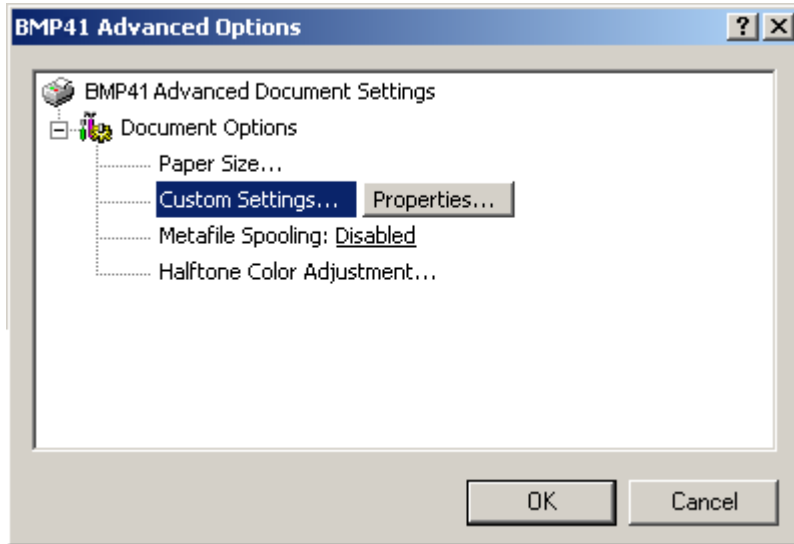 BMP41 Advanced Options
BMP41 Advanced Document Settings
Document Options
Paper Size...
Custom Settings... Properties...
Metafile Spooling: Disabled
Halftone Color Adjustment...
OK Cancel